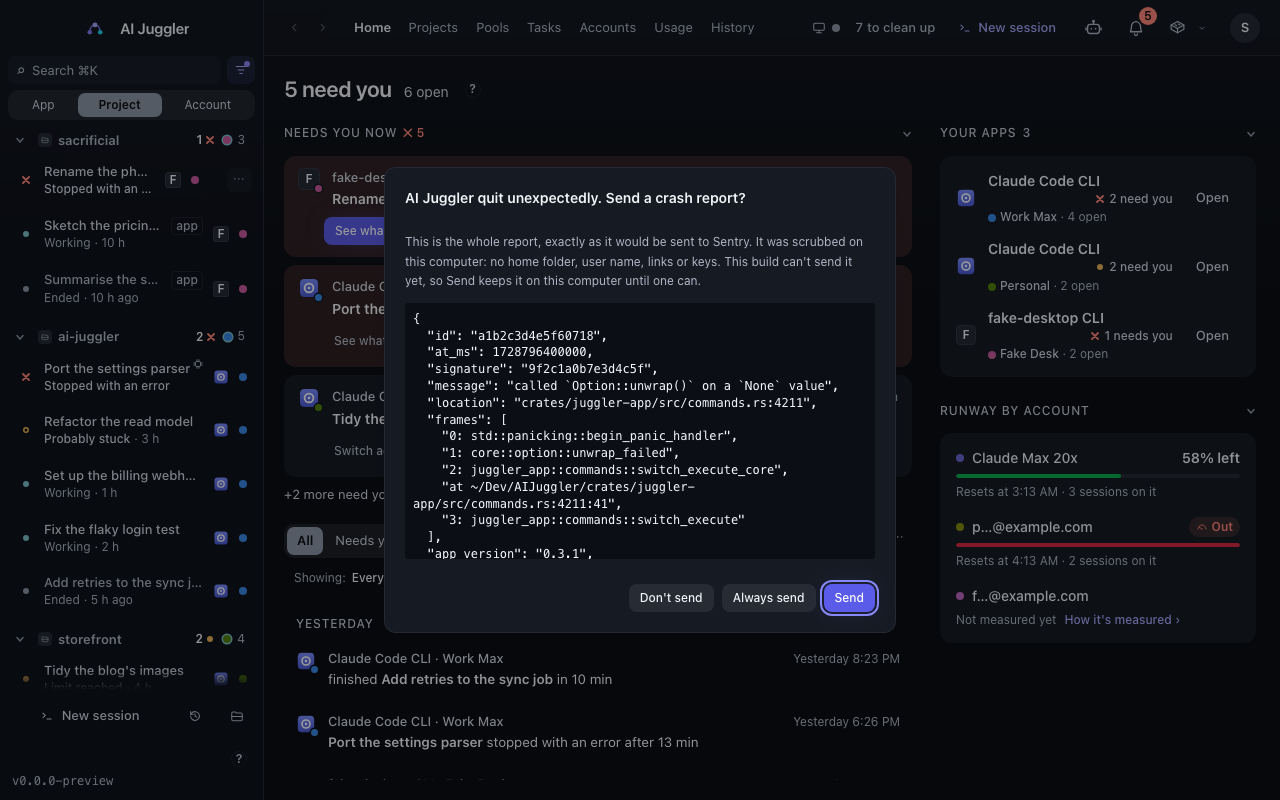 AI Juggler
Search ⌘K
App Project Account
sacrificial 1 3
Rename the ph... F
Stopped with an ...
Sketch the pricin... app F
Working · 10 h
Summarise the s... app F
Ended · 10 h ago
ai-juggler 2 5
Port the settings parser
Stopped with an error
Refactor the read model
Probably stuck · 3 h
Set up the billing webh...
Working · 1 h
Fix the flaky login test
Working · 2 h
Add retries to the sync j...
Ended · 5 h ago
storefront 2 4
Tidy the blog's images
Limit reached · 4 h
New session
?
v0.0.0-preview
Home Projects Pools Tasks Accounts Usage History
7 to clean up
New session
5
S
5 need you 6 open ?
NEEDS YOU NOW 5
F fake-des
Rename
See wha
Claude C
Port the
See what
Claude C
Tidy the
Switch a
+2 more need yo
All Needs y
Showing: Every
YESTERDAY
Claude Code CLI · Work Max Yesterday 8:23 PM
finished Add retries to the sync job in 10 min
Claude Code CLI · Work Max Yesterday 6:26 PM
Port the settings parser stopped with an error after 13 min
AI Juggler quit unexpectedly. Send a crash report?
This is the whole report, exactly as it would be sent to Sentry. It was scrubbed on
this computer: no home folder, user name, links or keys. This build can't send it
yet, so Send keeps it on this computer until one can.
{
"id": "a1b2c3d4e5f60718",
"at_ms": 1728796400000,
"signature": "9f2c1a0b7e3d4c5f",
"message": "called `Option::unwrap()` on a `None` value",
"location": "crates/juggler-app/src/commands.rs:4211",
"frames": [
"0: std::panicking::begin_panic_handler",
"1: core::option::unwrap_failed",
"2: juggler_app::commands::switch_execute_core",
"at ~/Dev/AIJuggler/crates/juggler-
app/src/commands.rs:4211:41",
"3: juggler_app::commands::switch_execute"
],
"app_version": "0.3.1",
Don't send Always send Send
YOUR APPS 3
Claude Code CLI
2 need you Open
Work Max · 4 open
Claude Code CLI
2 need you Open
Personal · 2 open
F fake-desktop CLI
1 needs you Open
Fake Desk · 2 open
RUNWAY BY ACCOUNT
Claude Max 20x 58% left
Resets at 3:13 AM · 3 sessions on it
p...@example.com Out
Resets at 4:13 AM · 2 sessions on it
f...@example.com
Not measured yet How it's measured ›